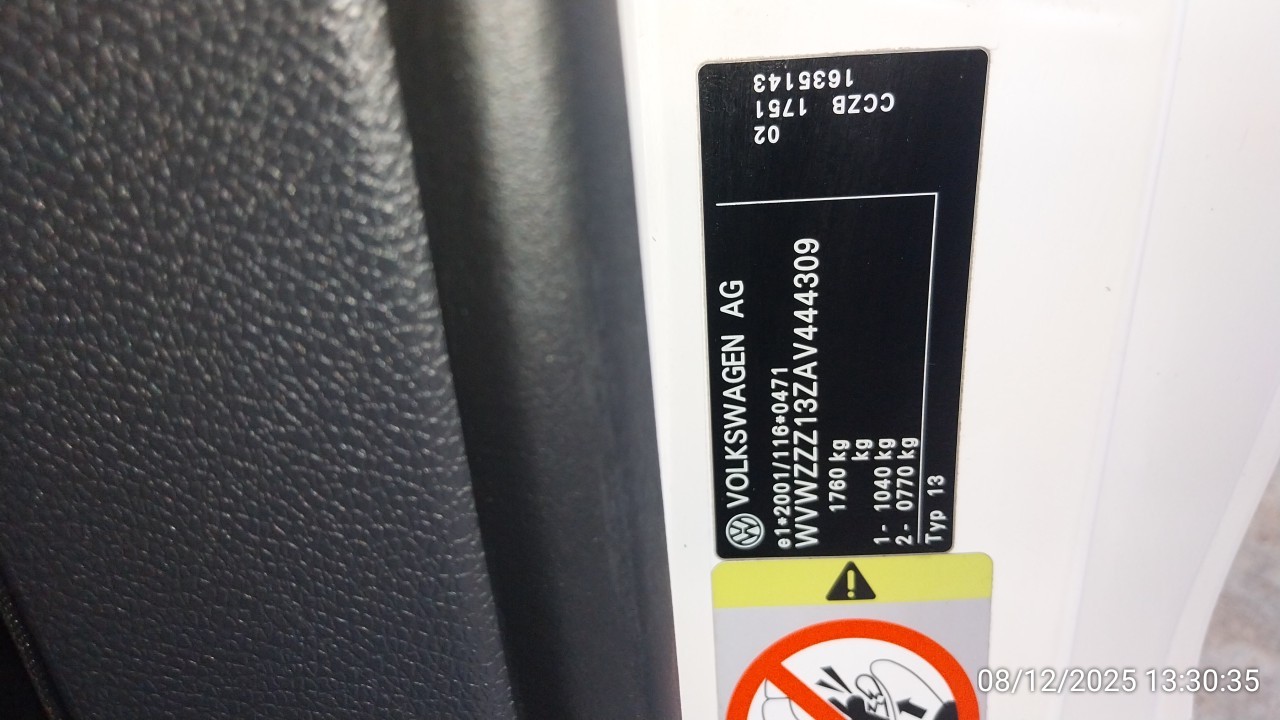 VOLKSWAGEN AG
e1*2001/116*0471
WVWZZZ13ZAV444309
1760 kg
kg
1- 1040 kg
2- 0770 kg
Typ 13
02
1751 CCZB
1635143
08/12/2025 13:30:35